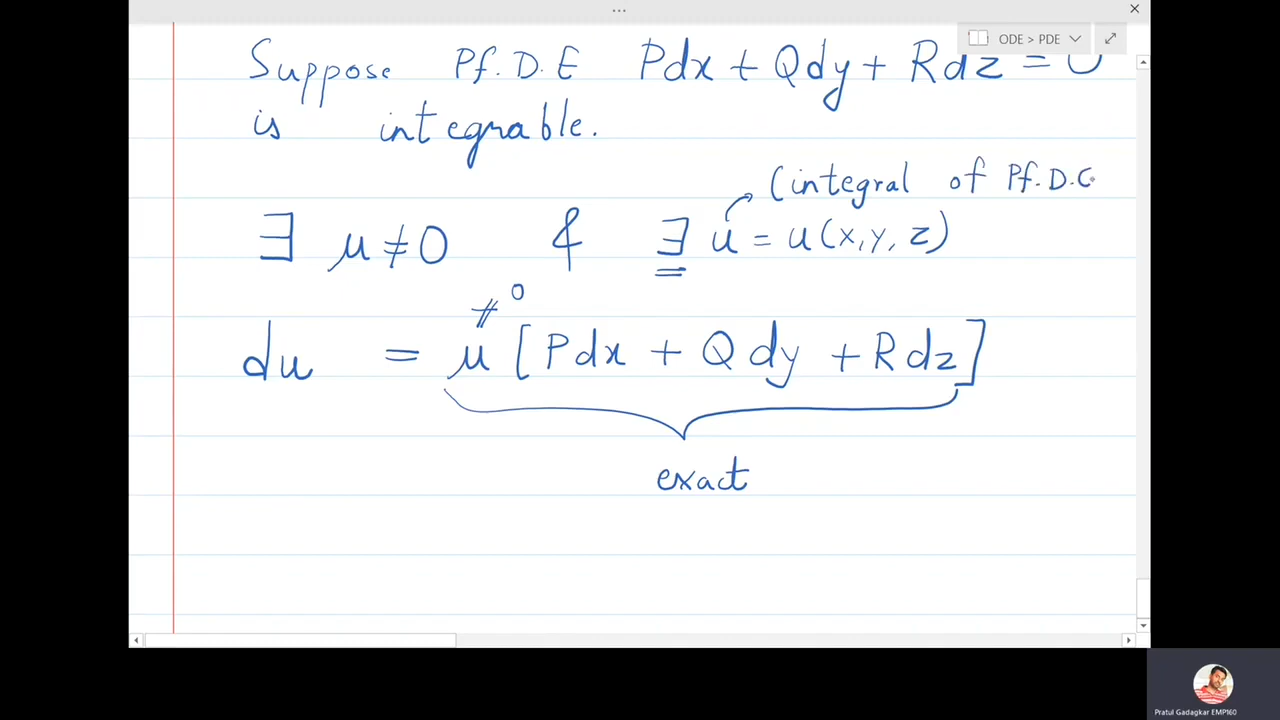 ODE > PDE
Suppose Pf. D. E Pdx + Qdy + Rdz = 0
is integrable.
(integral of Pf. D. E
∃ μ ≠ 0 & ∃ u = u(x, y, z)
≠ 0
du = μ [Pdx + Qdy + Rdz]
exact
Pratul Gadagkar EMP160